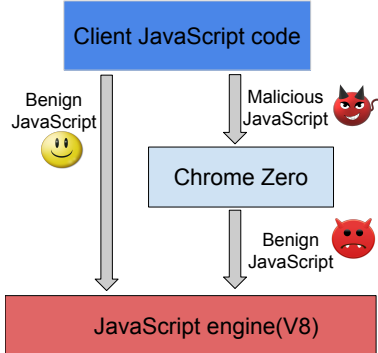 Client JavaScript code
Benign
JavaScript
Malicious
JavaScript
Chrome Zero
Benign
JavaScript
JavaScript engine(V8)